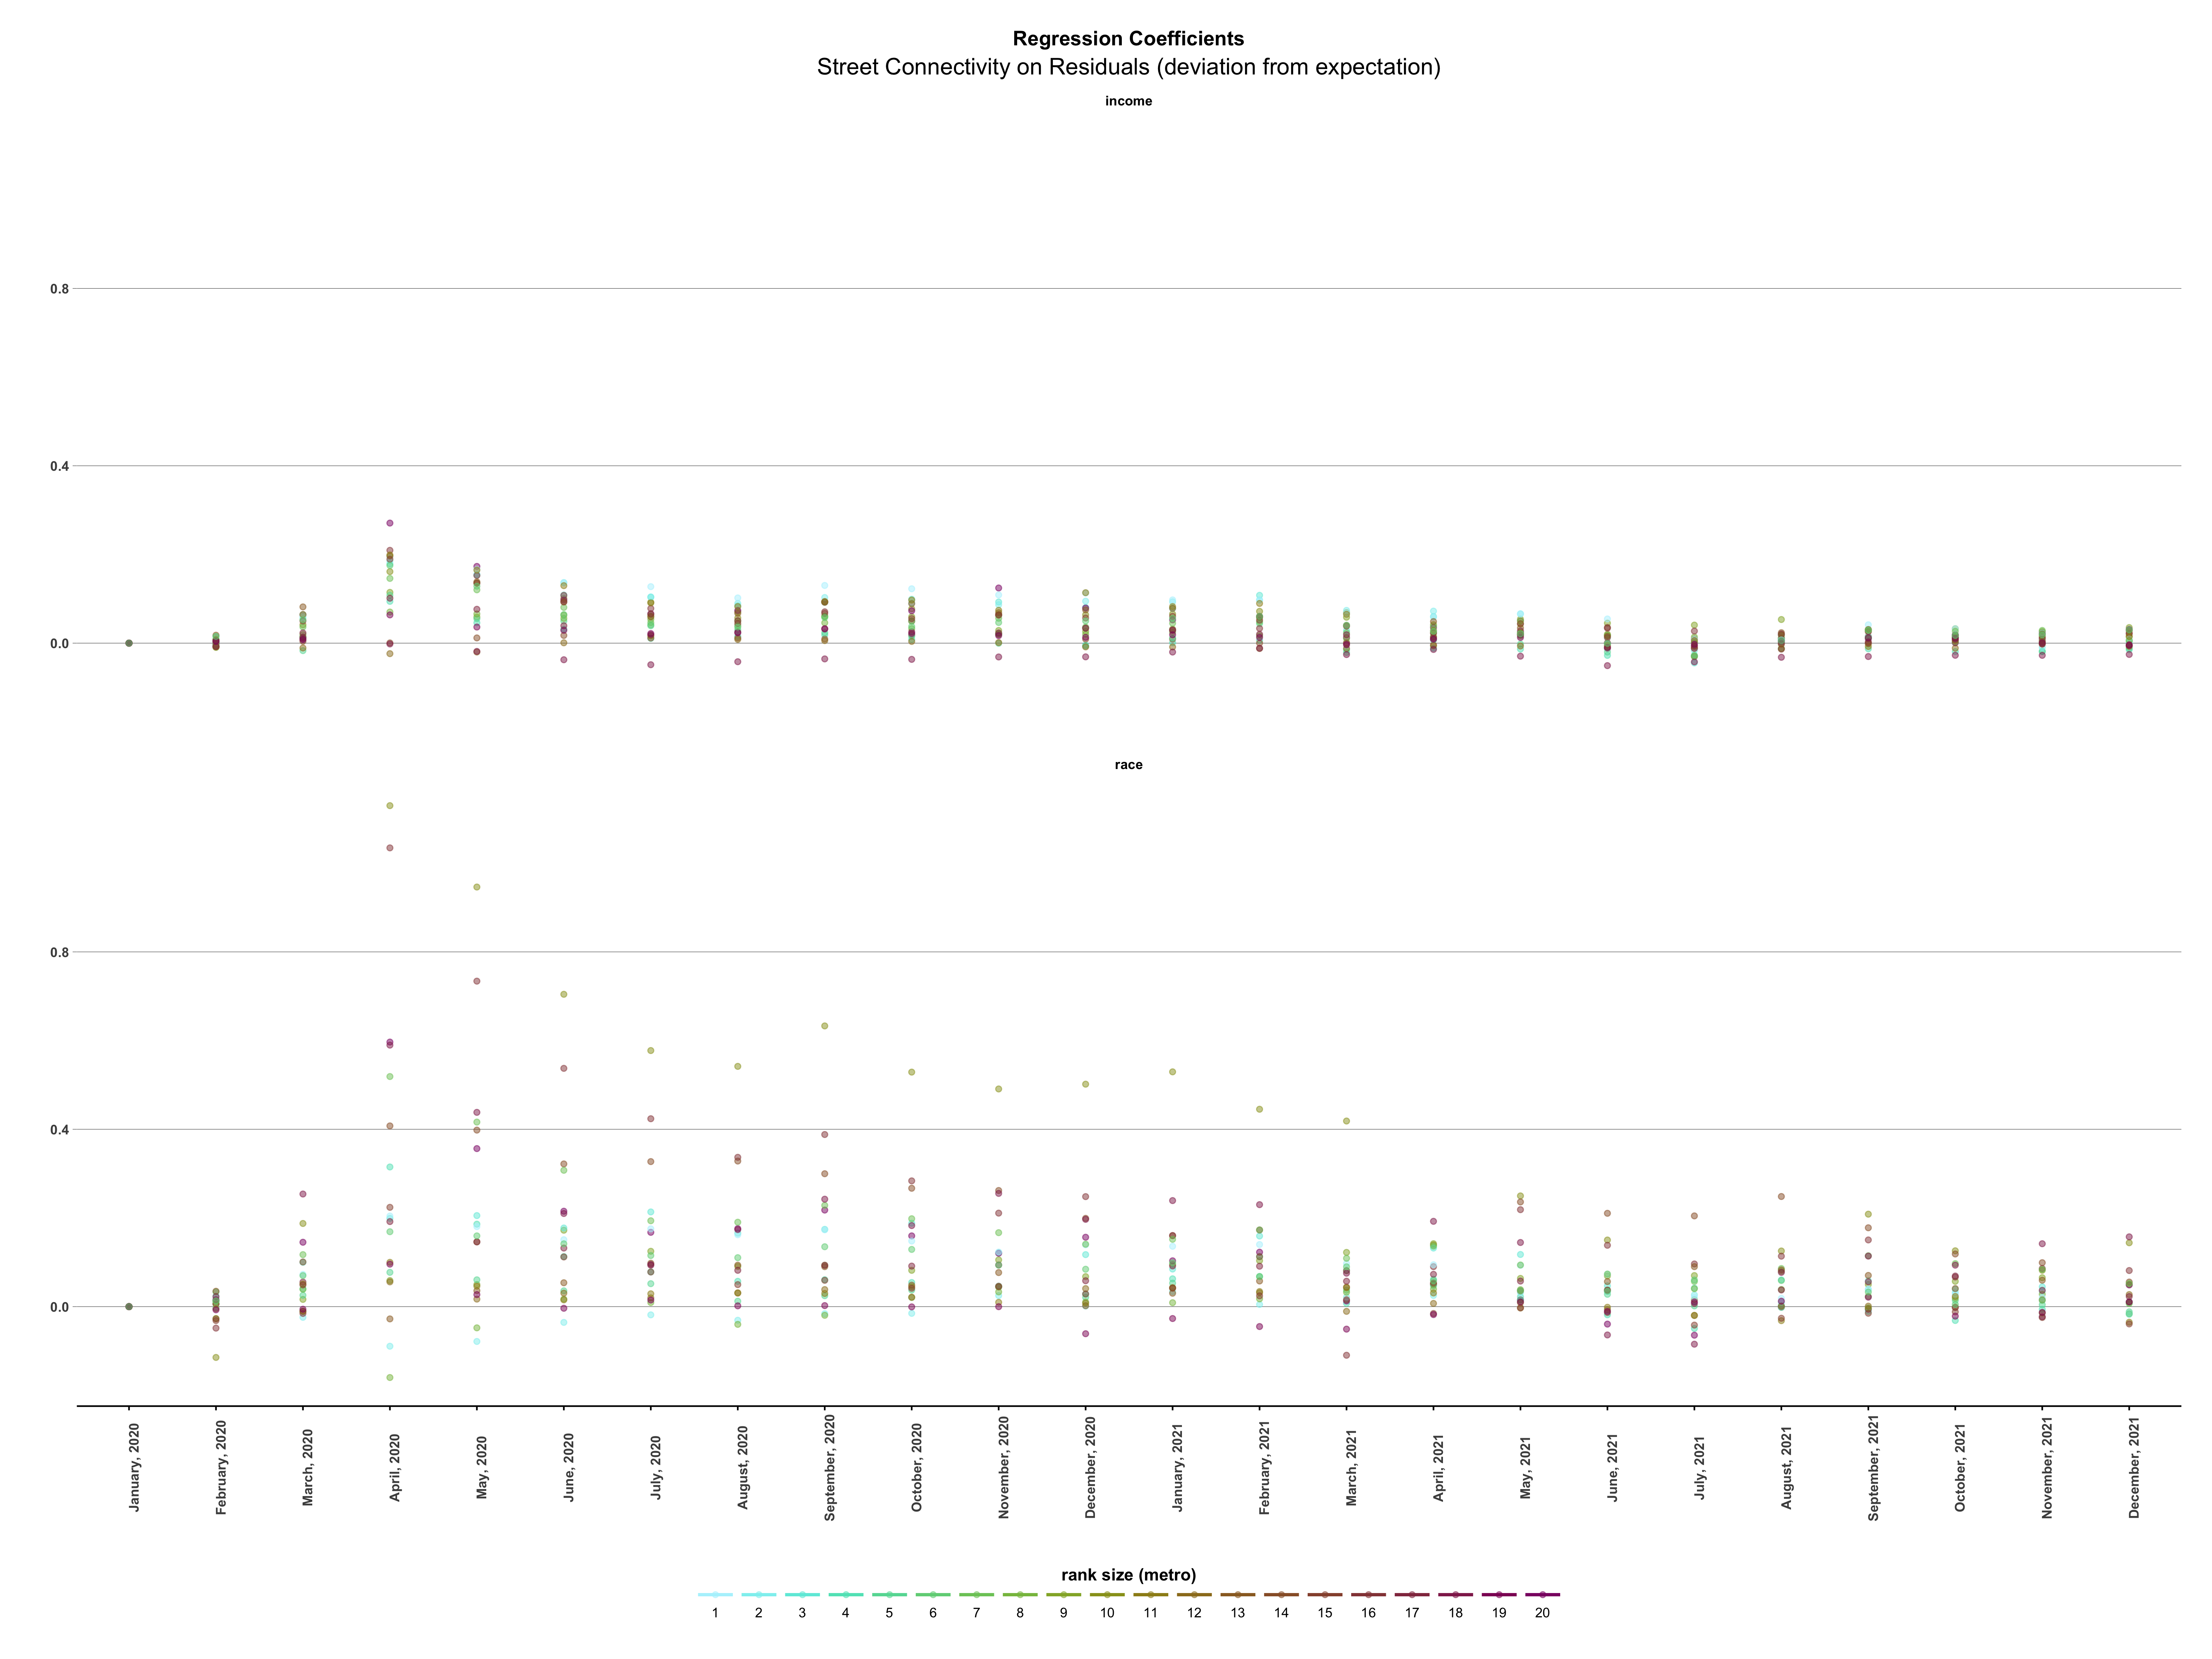 Regression Coefficients
Street Connectivity on Residuals (deviation from expectation)
income
0.8
0.4
0.0
race
0.8
0.4
0.0
January, 2020
February, 2020
March, 2020
April, 2020
May, 2020
June, 2020
July, 2020
August, 2020
September, 2020
October, 2020
November, 2020
December, 2020
January, 2021
February, 2021
March, 2021
April, 2021
May, 2021
June, 2021
July, 2021
August, 2021
September, 2021
October, 2021
November, 2021
December, 2021
rank size (metro)
1 2 3 4 5 6 7 8 9 10 11 12 13 14 15 16 17 18 19 20